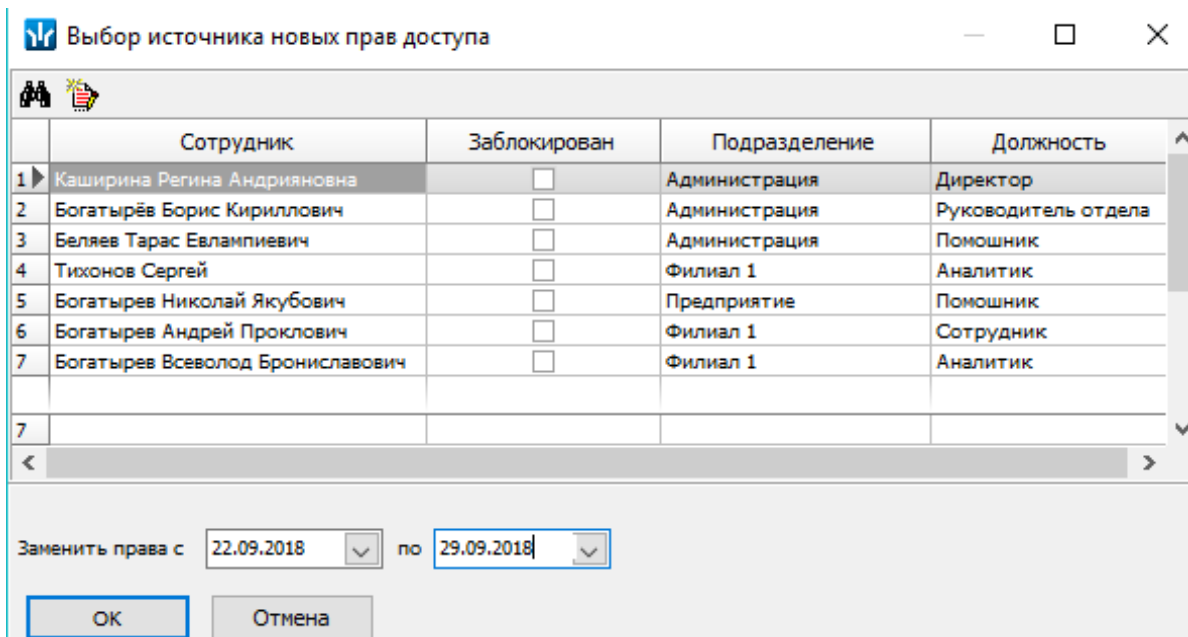 Выбор источника новых прав доступа
Сотрудник Заблокирован Подразделение Должность
1 Каширина Регина Андрияновна Администрация Директор
2 Богатырёв Борис Кириллович Администрация Руководитель отдела
3 Беляев Тарас Евлампиевич Администрация Помошник
4 Тихонов Сергей Филиал 1 Аналитик
5 Богатырев Николай Якубович Предприятие Помошник
6 Богатырев Андрей Проклович Филиал 1 Сотрудник
7 Богатырев Всеволод Брониславович Филиал 1 Аналитик
7
Заменить права с 22.09.2018 по 29.09.2018
ОК Отмена